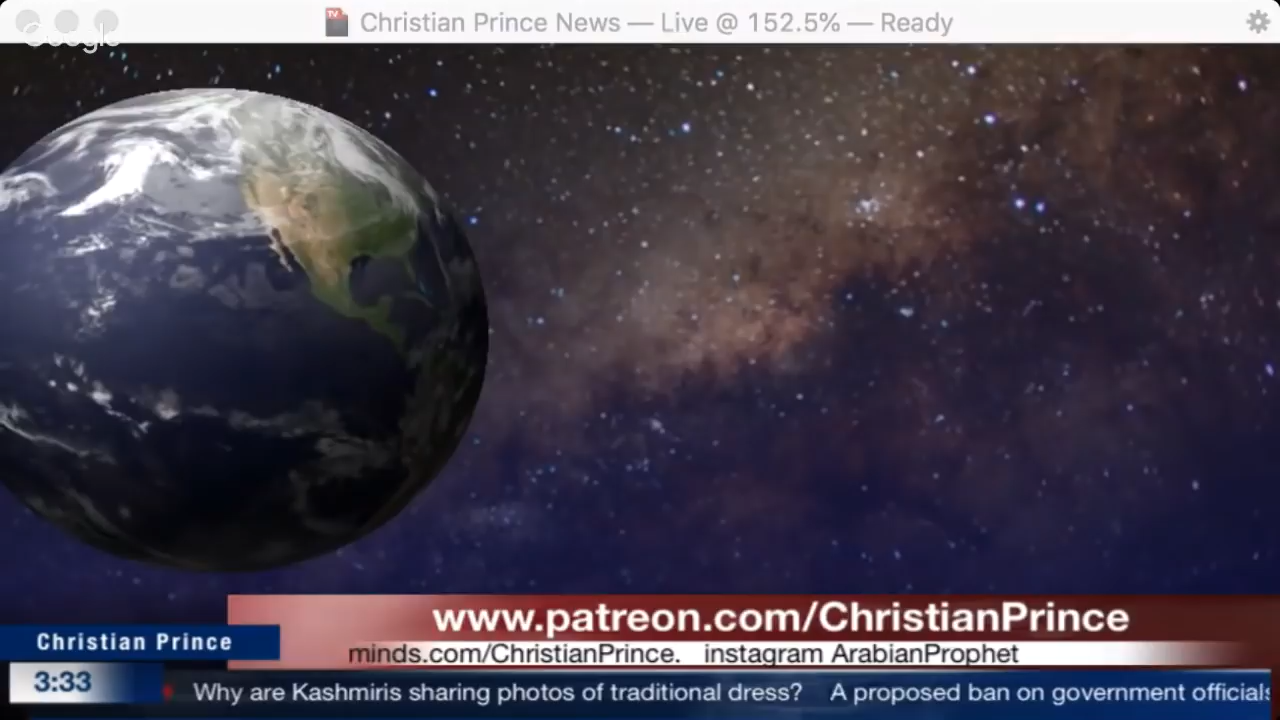 Christian Prince News — Live @ 152.5% — Ready
Google
www.patreon.com/ChristianPrince
Christian Prince
minds.com/ChristianPrince. instagram ArabianProphet
3:33
Why are Kashmiris sharing photos of traditional dress? A proposed ban on government officials